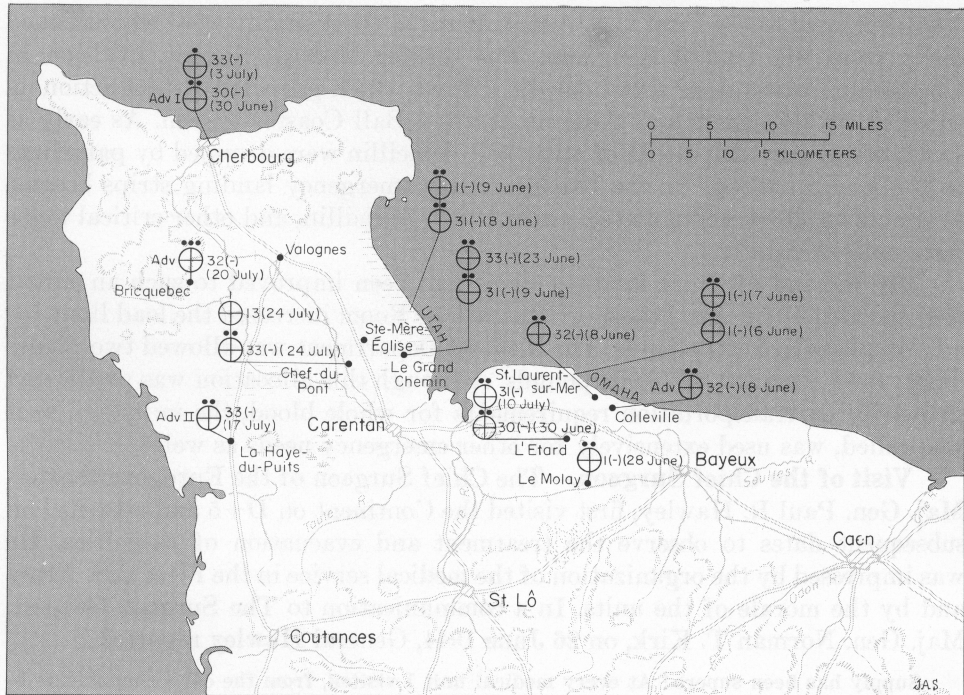 33(-)
(3 July)
Adv I
30(-)
(30 June)
Cherbourg
0 5 10 15 MILES
0 5 10 15 KILOMETERS
1(-)(9 June)
31(-)(8 June)
Valognes
33(-)(23 June)
Adv
32(-)
(20 July)
Bricquebec
31(-)(9 June)
1(-)(7 June)
1(-)(6 June)
13(24 July)
UTAH
Ste-Mère-
Église
32(-)(8 June)
33(-)(24 July)
Chef-du-
Pont
Le Grand
Chemin
St. Laurent-
sur-Mer
OMAHA
Adv
32(-)(8 June)
31(-)
(10 July)
Colleville
Adv II
33(-)
(17 July)
Carentan
30(-)(30 June)
L'Etard
La Haye-
du-Puits
1(-)(28 June)
Le Molay
Bayeux
Caen
Odon
St. Lô
Coutances
JAS